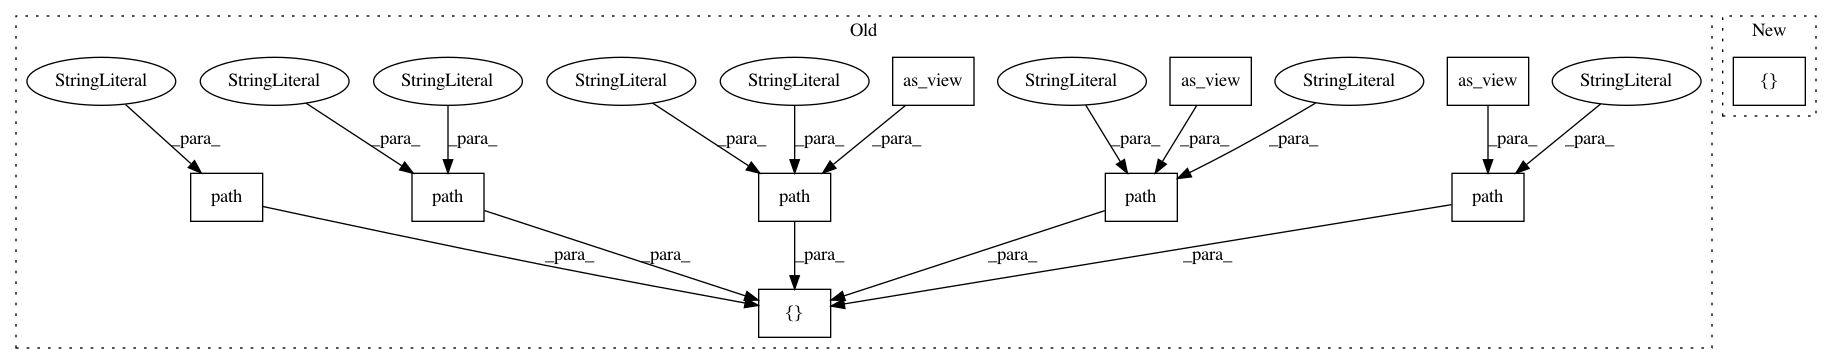 Old
New
StringLiteral StringLiteral StringLiteral StringLiteral StringLiteral as_view StringLiteral as_view StringLiteral as_view StringLiteral {}
_para_ _para_ _para_ _para_ _para_ _para_ _para_ _para_ _para_ _para_ _para_
path path path path path
_para_ _para_ _para_ _para_ _para_
{}